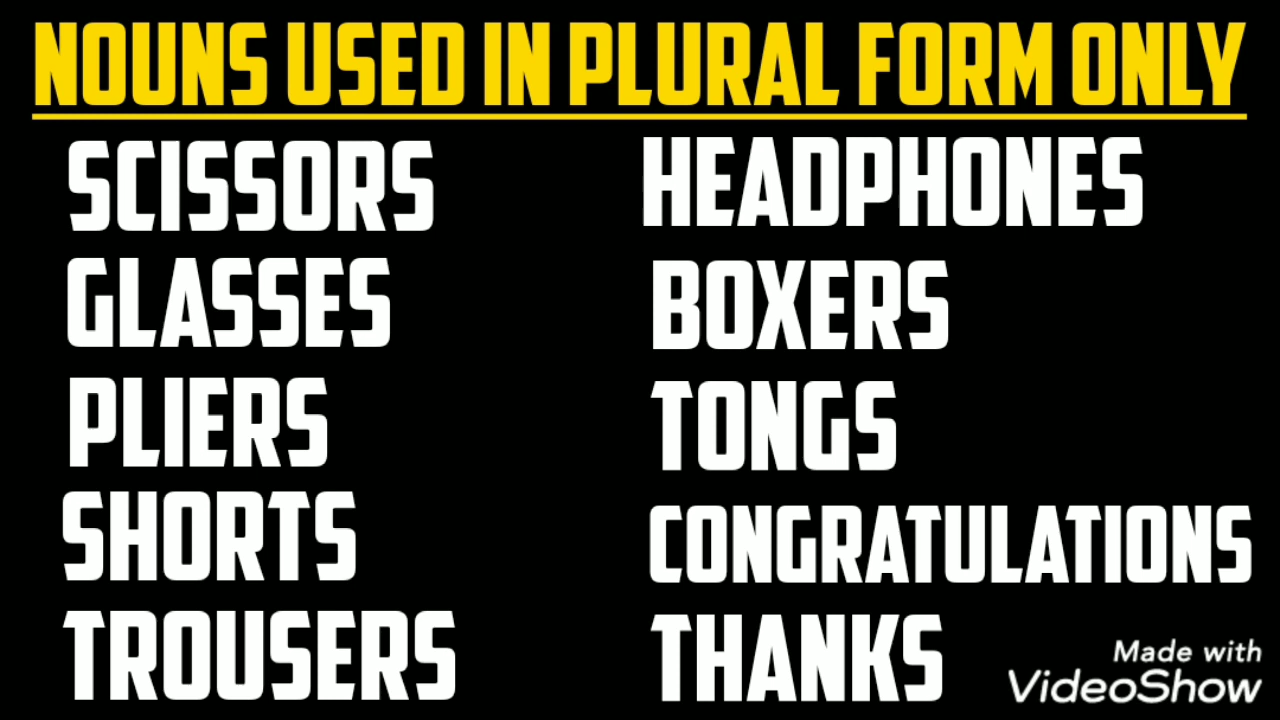 NOUNS USED IN PLURAL FORM ONLY
SCISSORS
GLASSES
PLIERS
SHORTS
TROUSERS
HEADPHONES
BOXERS
TONGS
CONGRATULATIONS
THANKS
Made with
VideoShow